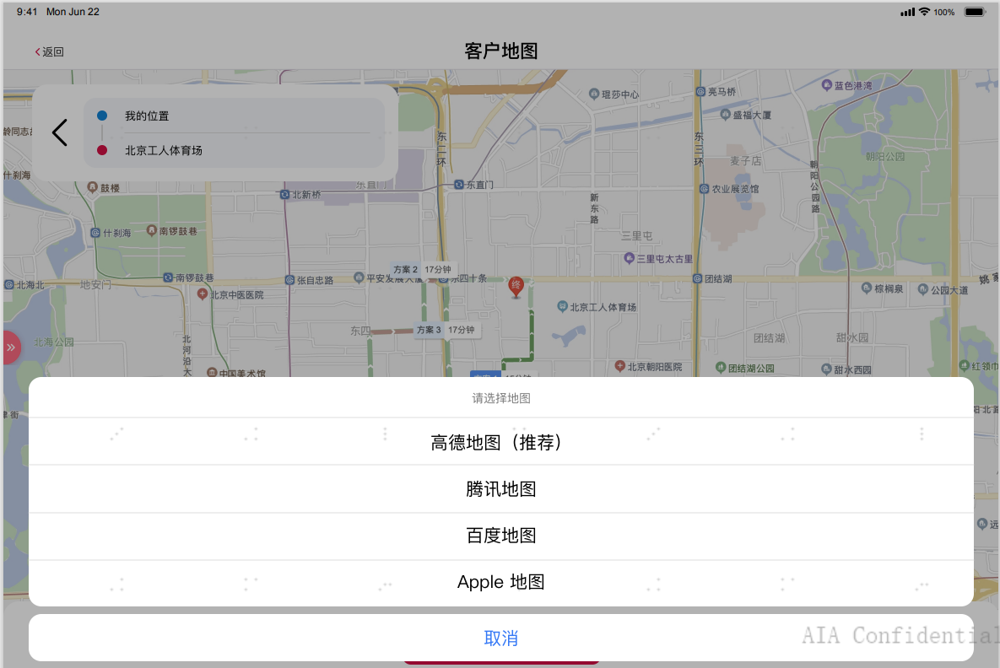 9:41 Mon Jun 22
100%
返回
客户地图
我的位置
北京工人体育场
琨莎中心
亮马桥
蓝色港湾
盛福大厦
东二环
东三环
麦子店
朝阳公园
朝阳公园路
什刹海
鼓楼
东直门
东直门
北新桥
农业展览馆
新东路
什刹海
南锣鼓巷
三里屯
三里屯太古里
方案 2 17分钟
北海北
地安门
南锣鼓巷
张自忠路
平安发展大厦
东四十条
终
团结湖
棕榈泉
公园大道
姚家
北京中医医院
北京工人体育场
东四
方案 3 17分钟
北海公园
北河沿大
团结湖
甜水园
中国美术馆
北京朝阳医院
团结湖公园
甜水西园
红领巾
请选择地图
高德地图（推荐）
腾讯地图
百度地图
Apple 地图
取消
远
AIA Confidential